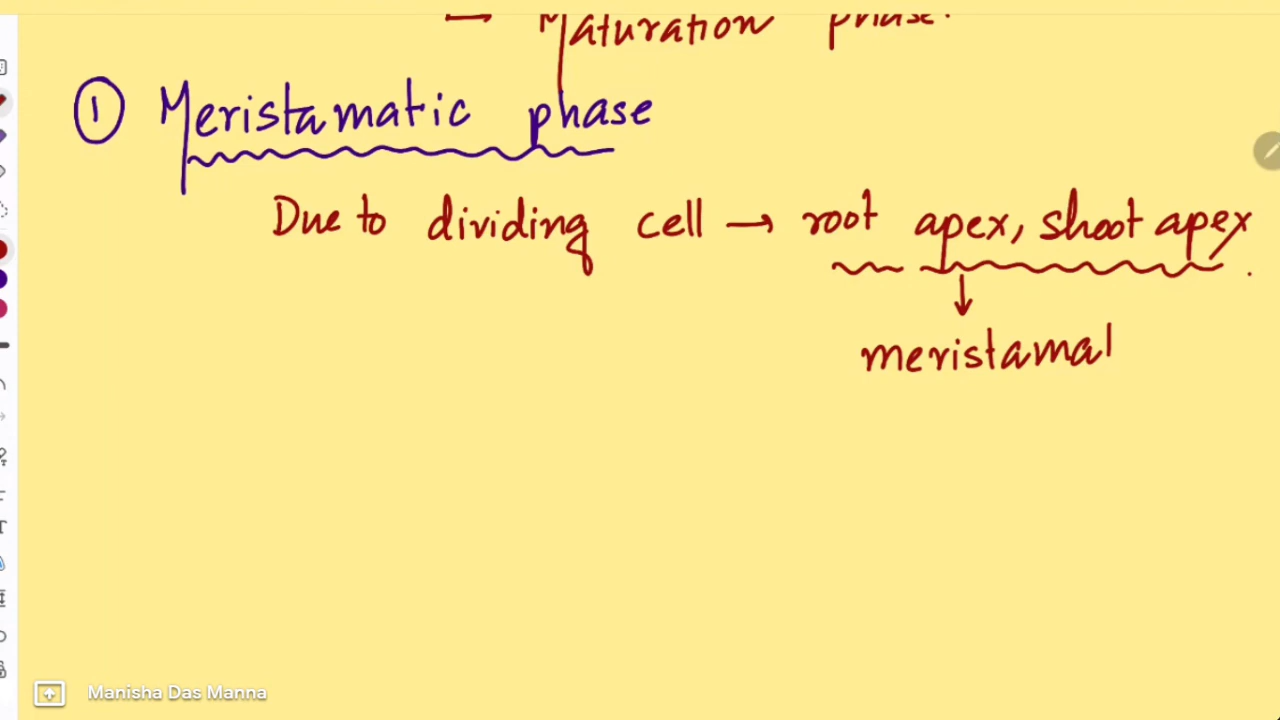 → Maturation phase.
① Meristamatic phase
Due to dividing cell → root apex, shoot apex.
↓
meristamal
Manisha Das Manna